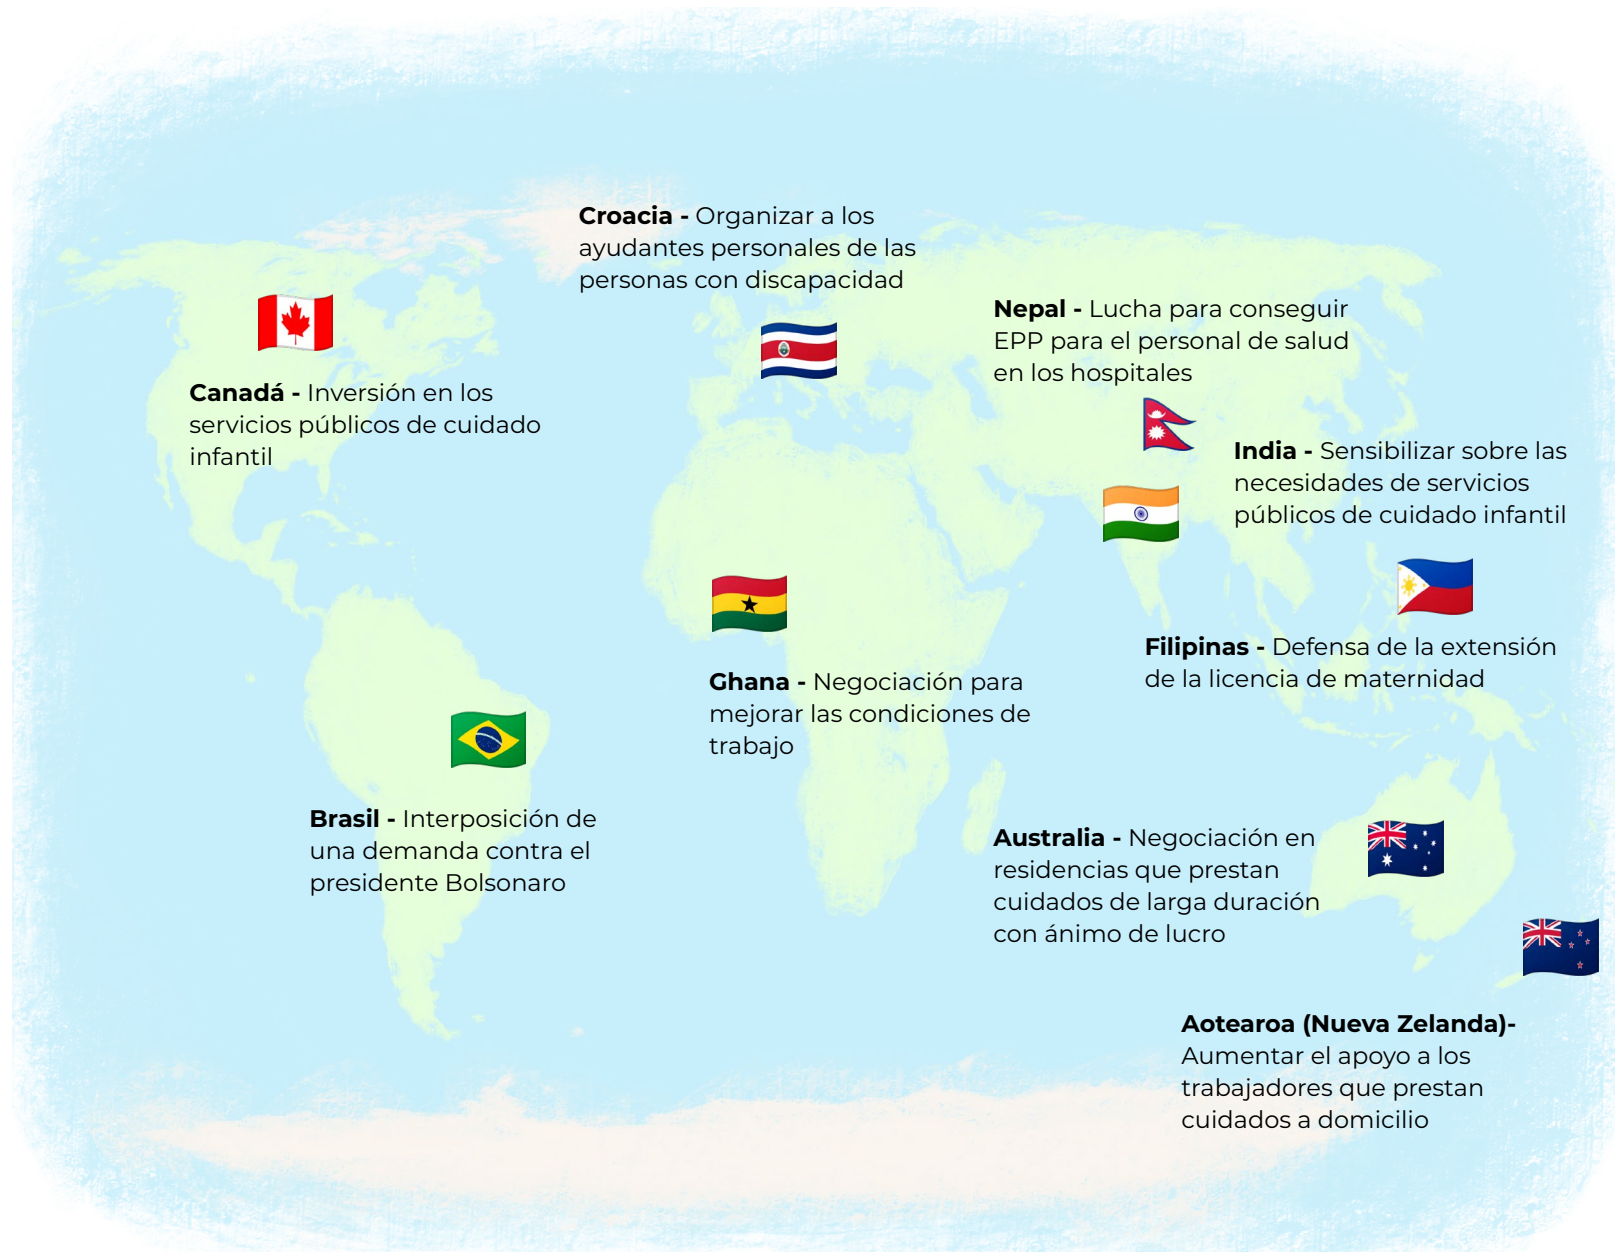 Croacia - Organizar a los
ayudantes personales de las
personas con discapacidad
Nepal - Lucha para conseguir
EPP para el personal de salud
en los hospitales
Canadá - Inversión en los
servicios públicos de cuidado
infantil
India - Sensibilizar sobre las
necesidades de servicios
públicos de cuidado infantil
Filipinas - Defensa de la extensión
de la licencia de maternidad
Ghana - Negociación para
mejorar las condiciones de
trabajo
Brasil - Interposición de
una demanda contra el
presidente Bolsonaro
Australia - Negociación en
residencias que prestan
cuidados de larga duración
con ánimo de lucro
Aotearoa (Nueva Zelanda)-
Aumentar el apoyo a los
trabajadores que prestan
cuidados a domicilio